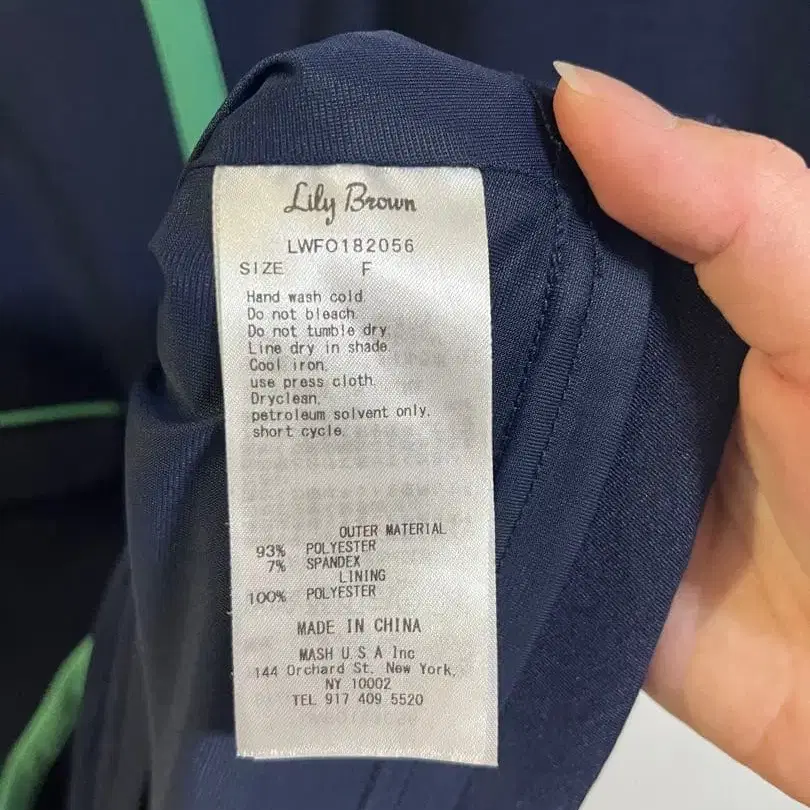 Lily Brown
LWFO182056
SIZE F
Hand wash cold.
Do not bleach.
Do not tumble dry.
Line dry in shade.
Cool iron.
use press cloth.
Dryclean.
petroleum solvent only.
short cycle.
OUTER MATERIAL
93% POLYESTER
7% SPANDEX
LINING
100% POLYESTER
MADE IN CHINA
MASH U S A Inc
144 Orchard St. New York,
NY 10002
TEL 917 409 5520